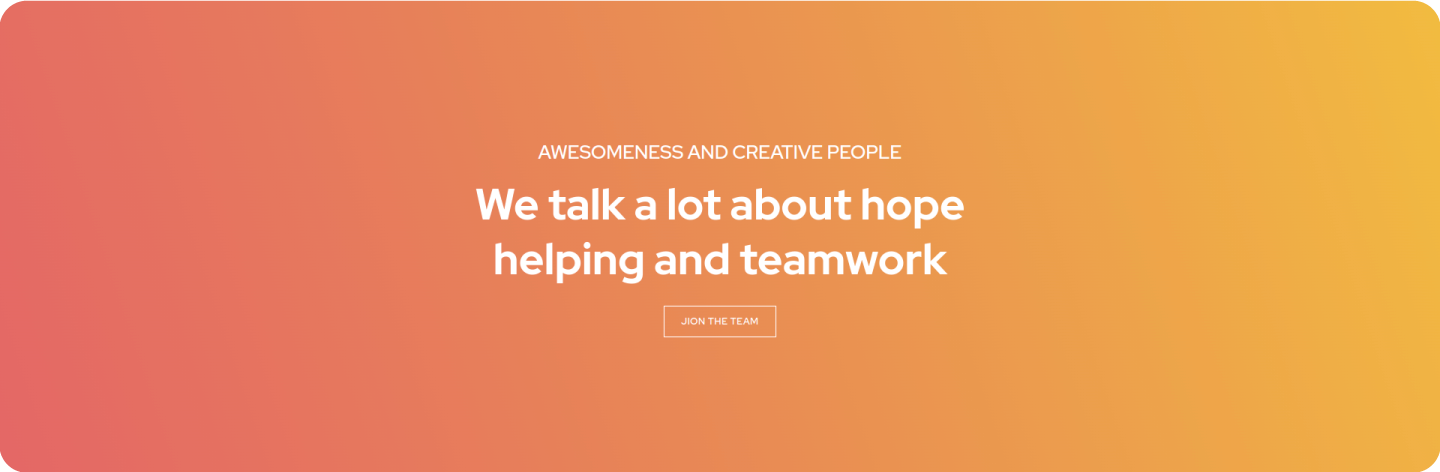 AWESOMENESS AND CREATIVE PEOPLE
We talk a lot about hope
helping and teamwork
JION THE TEAM